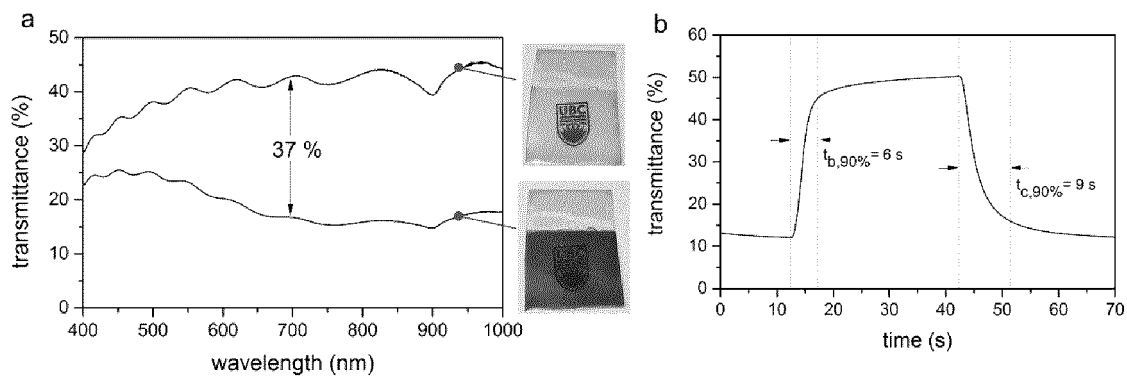 a
50
40
30
20
10
0
transmittance (%)
37 %
400 500 600 700 800 900 1000
wavelength (nm)
UBC
UBC
b
60
50
40
30
20
10
0
transmittance (%)
t_b,90% = 6 s
t_c,90% = 9 s
0 10 20 30 40 50 60 70
time (s)